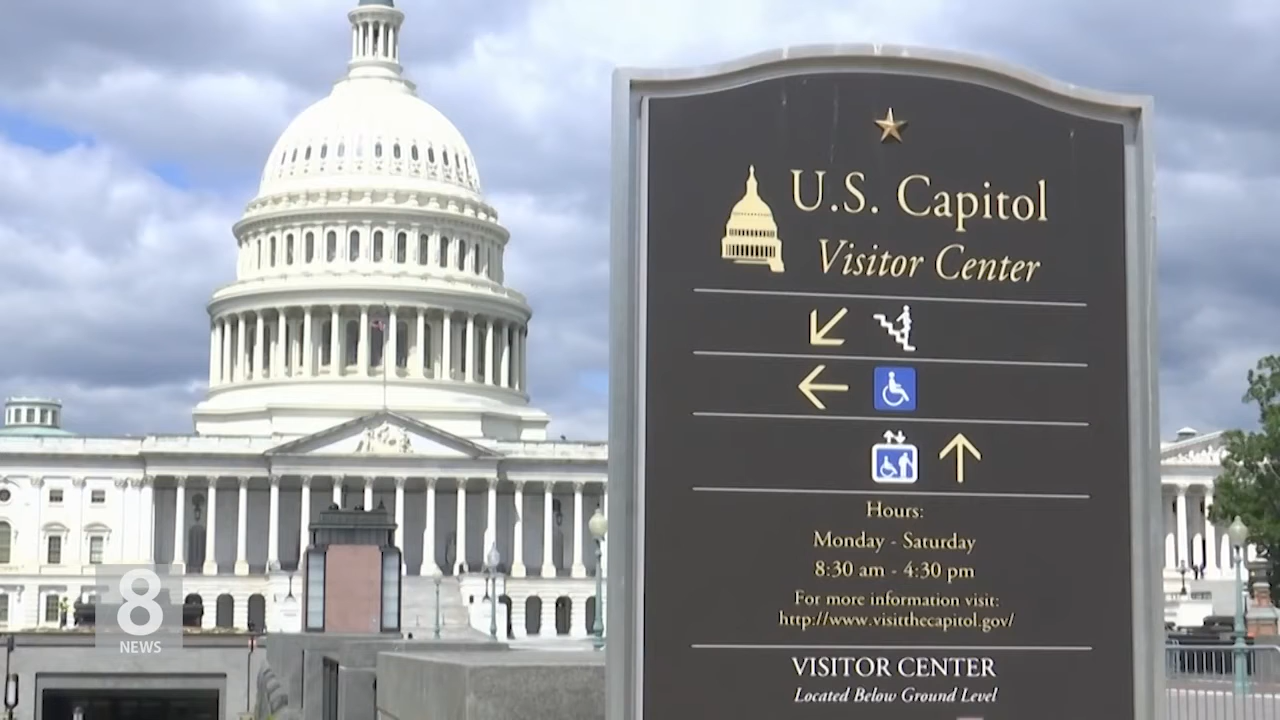 U.S. Capitol
Visitor Center
Hours:
Monday - Saturday
8:30 am - 4:30 pm
For more information visit:
http://www.visitthecapitol.gov/
VISITOR CENTER
Located Below Ground Level
8
NEWS